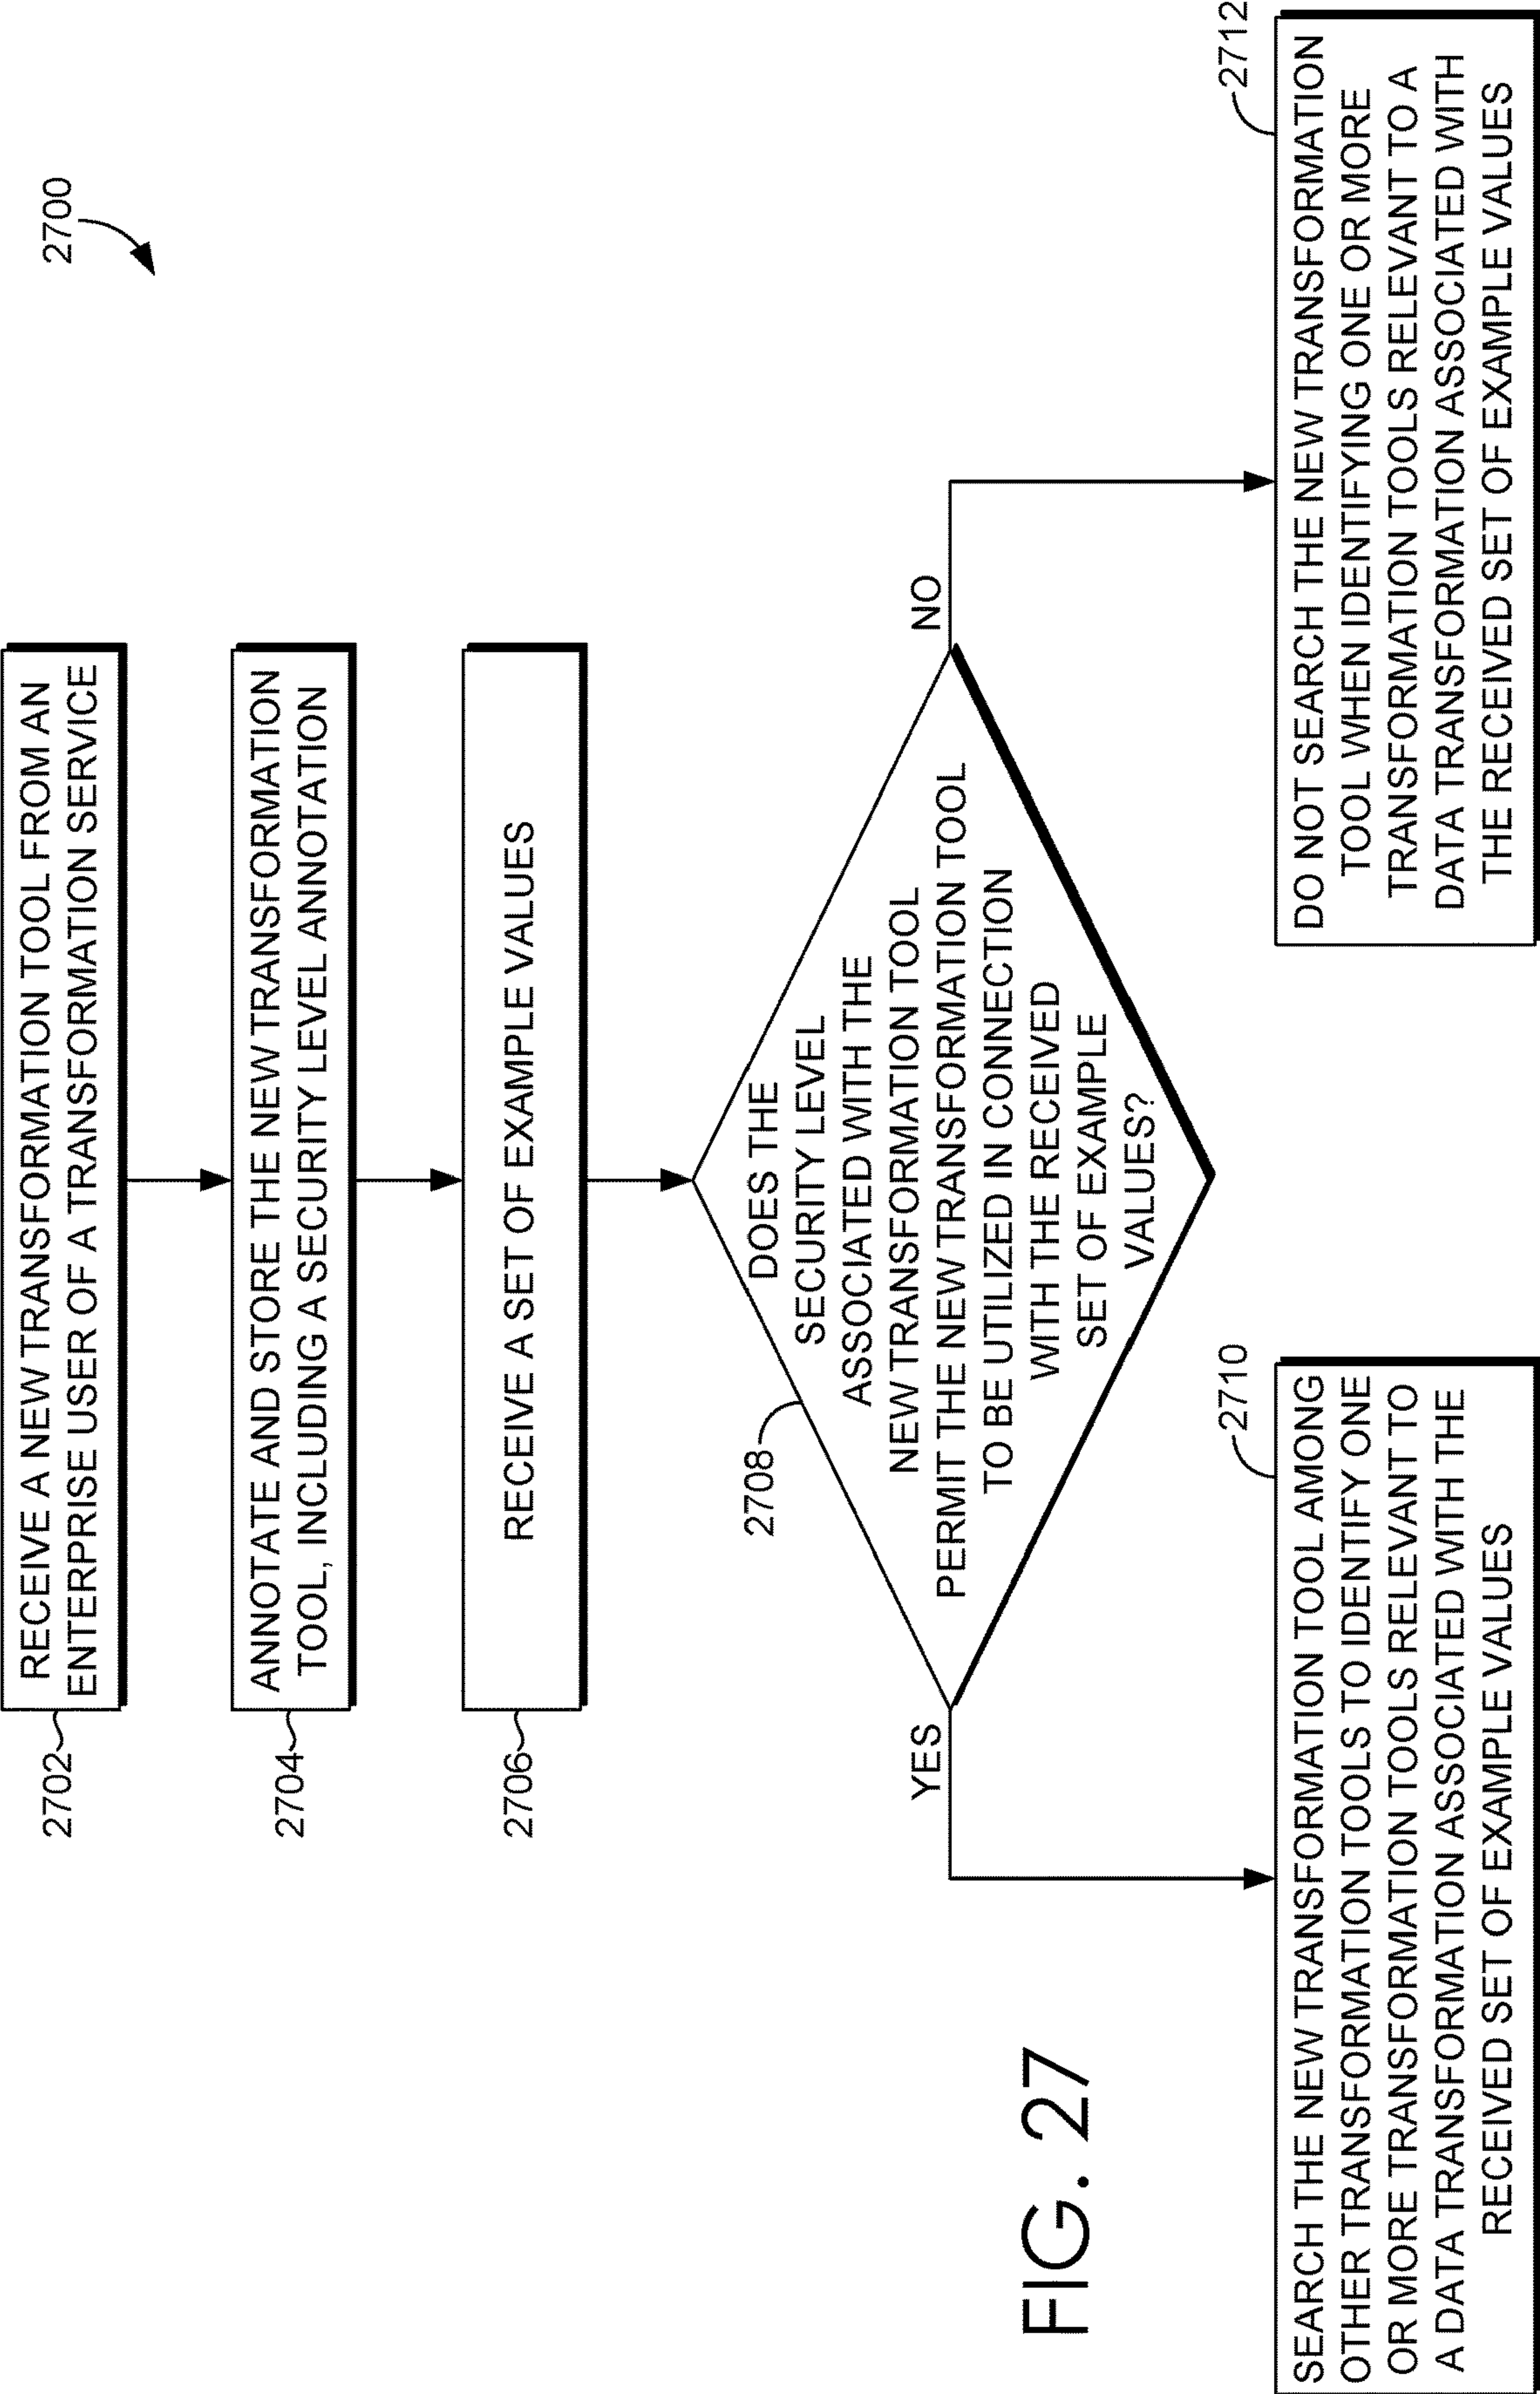 2700
RECEIVE A NEW TRANSFORMATION TOOL FROM AN
ENTERPRISE USER OF A TRANSFORMATION SERVICE
2702
ANNOTATE AND STORE THE NEW TRANSFORMATION
TOOL, INCLUDING A SECURITY LEVEL ANNOTATION
2704
RECEIVE A SET OF EXAMPLE VALUES
2706
DOES THE
SECURITY LEVEL
ASSOCIATED WITH THE
NEW TRANSFORMATION TOOL
PERMIT THE NEW TRANSFORMATION TOOL
TO BE UTILIZED IN CONNECTION
WITH THE RECEIVED
SET OF EXAMPLE
VALUES?
2708
YES
NO
2710
SEARCH THE NEW TRANSFORMATION TOOL AMONG
OTHER TRANSFORMATION TOOLS TO IDENTIFY ONE
OR MORE TRANSFORMATION TOOLS RELEVANT TO
A DATA TRANSFORMATION ASSOCIATED WITH THE
RECEIVED SET OF EXAMPLE VALUES
2712
DO NOT SEARCH THE NEW TRANSFORMATION
TOOL WHEN IDENTIFYING ONE OR MORE
TRANSFORMATION TOOLS RELEVANT TO A
DATA TRANSFORMATION ASSOCIATED WITH
THE RECEIVED SET OF EXAMPLE VALUES
FIG. 27